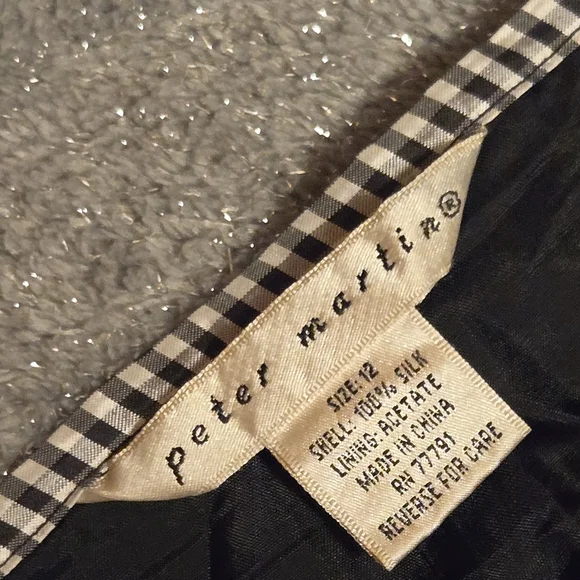 peter martin®
SIZE: 12
SHELL: 100% SILK
LINING: ACETATE
MADE IN CHINA
RN 77791
REVERSE FOR CARE